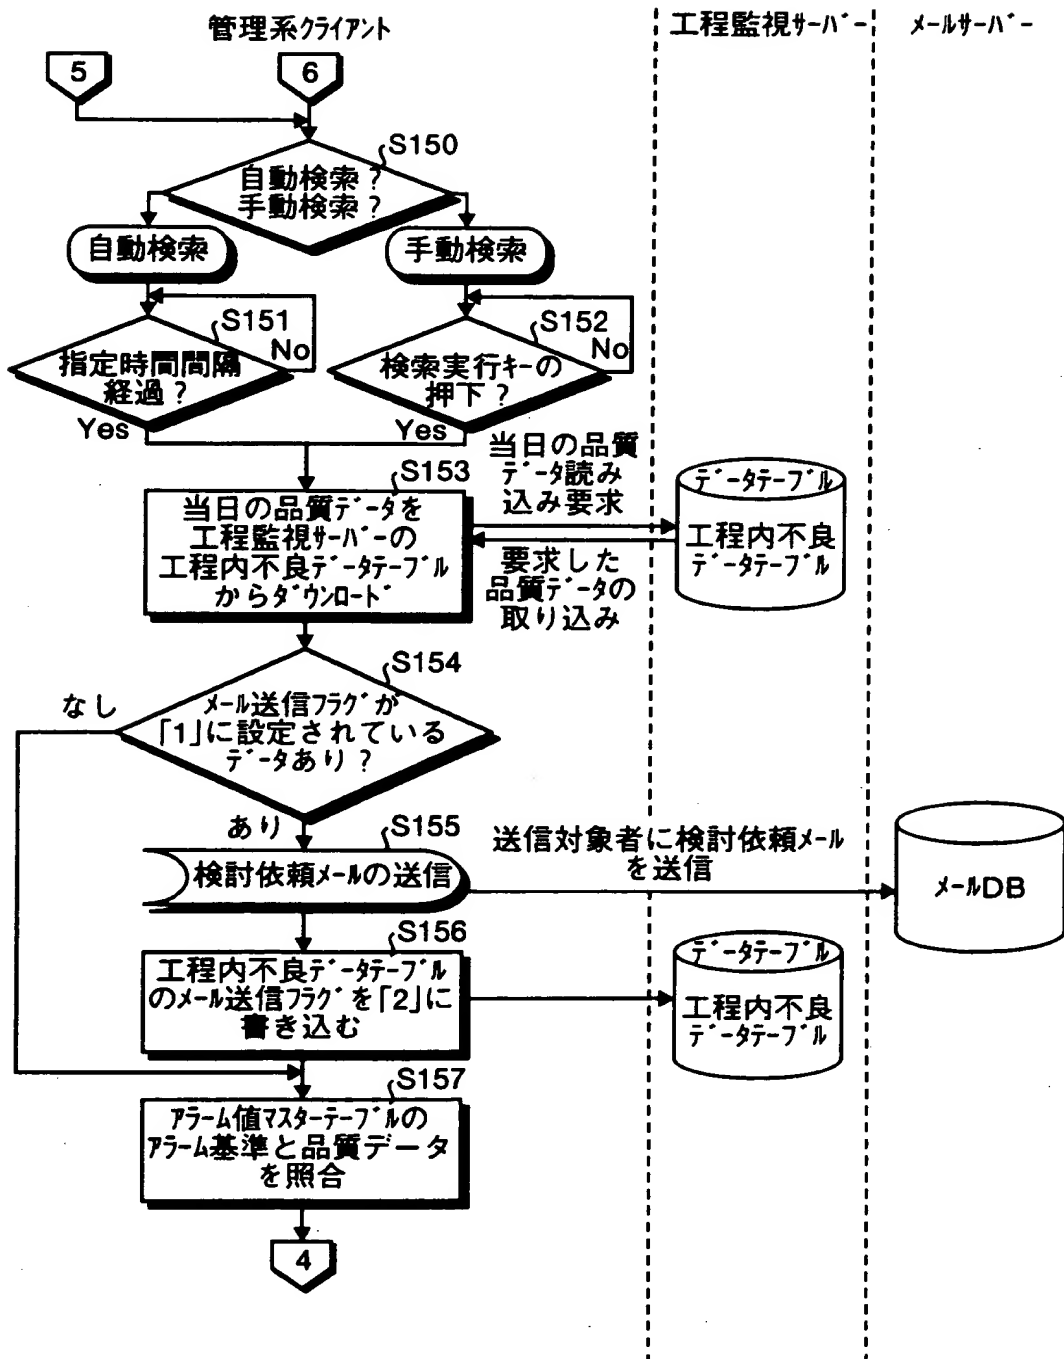 管理系クライアント
工程監視サーバー
メールサーバー
5
6
S150
自動検索?
手動検索?
自動検索
手動検索
S151
No
指定時間間隔
経過?
Yes
S152
No
検索実行キーの
押下?
Yes
S153
当日の品質データを
工程監視サーバーの
工程内不良データテーブル
からダウンロード
当日の品質
データ読み
込み要求
要求した
品質データの
取り込み
データテーブル
工程内不良
データテーブル
S154
なし
メール送信フラグが
「1」に設定されている
データあり?
あり
S155
検討依頼メールの送信
送信対象者に検討依頼メール
を送信
メールDB
S156
工程内不良データテーブル
のメール送信フラグを「2」に
書き込む
データテーブル
工程内不良
データテーブル
S157
アラーム値マスターテーブルの
アラーム基準と品質データ
を照合
4